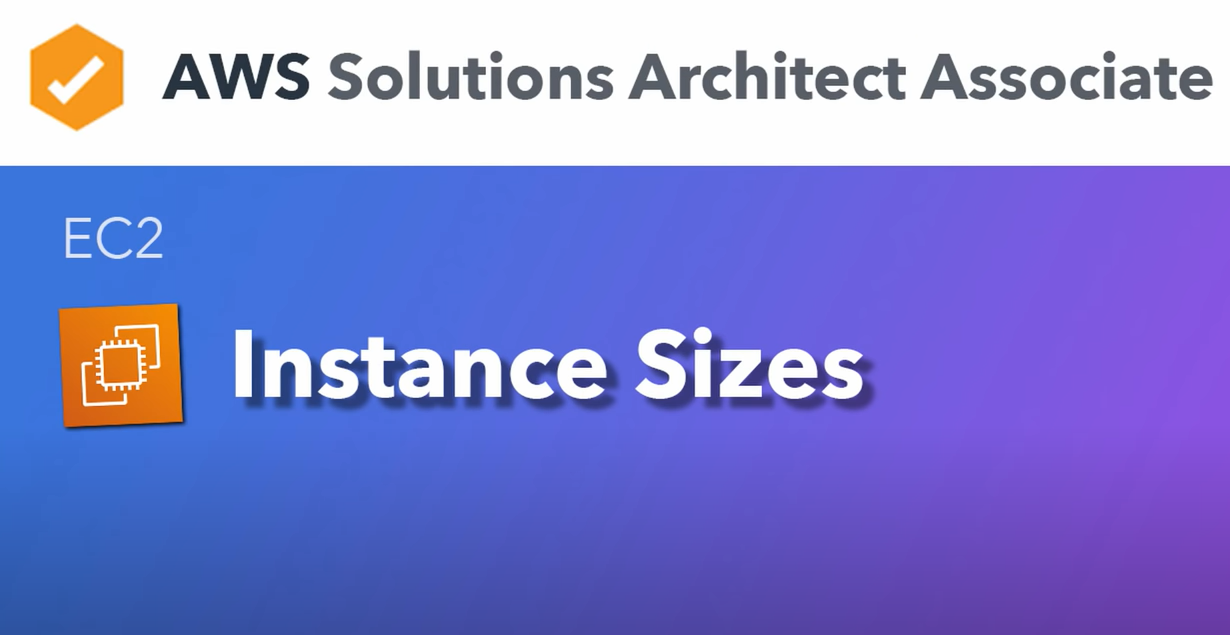 AWS Solutions Architect Associate
EC2
Instance Sizes